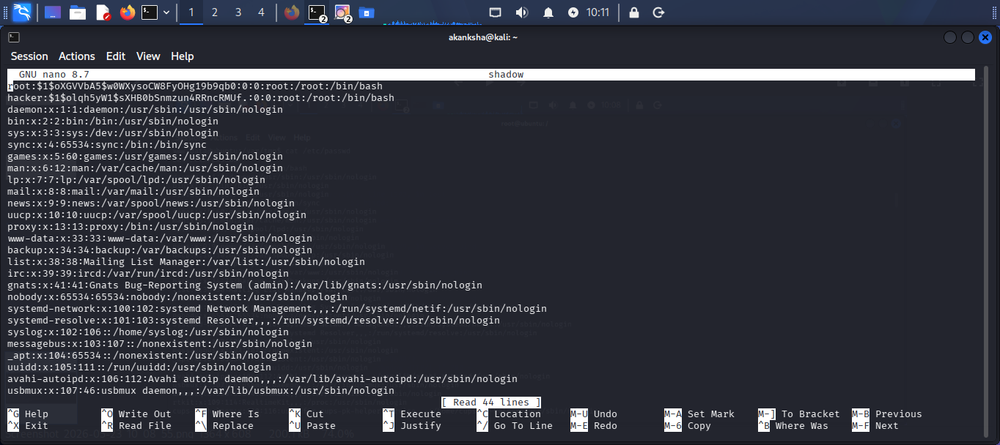 1 2 3 4 2 2 10:11
akanksha@kali: ~
Session Actions Edit View Help
GNU nano 8.7 shadow
root:$1$oXGVVbA5$w0WXysoCW8FyOHg19b9qb0:0:0:root:/root:/bin/bash
hacker:$1$olqh5yW1$sXHB0bSnmzun4RRncRMUf.:0:0:root:/root:/bin/bash
daemon:x:1:1:daemon:/usr/sbin:/usr/sbin/nologin
bin:x:2:2:bin:/bin:/usr/sbin/nologin
sys:x:3:3:sys:/dev:/usr/sbin/nologin
sync:x:4:65534:sync:/bin:/bin/sync
games:x:5:60:games:/usr/games:/usr/sbin/nologin
man:x:6:12:man:/var/cache/man:/usr/sbin/nologin
lp:x:7:7:lp:/var/spool/lpd:/usr/sbin/nologin
mail:x:8:8:mail:/var/mail:/usr/sbin/nologin
news:x:9:9:news:/var/spool/news:/usr/sbin/nologin
uucp:x:10:10:uucp:/var/spool/uucp:/usr/sbin/nologin
proxy:x:13:13:proxy:/bin:/usr/sbin/nologin
www-data:x:33:33:www-data:/var/www:/usr/sbin/nologin
backup:x:34:34:backup:/var/backups:/usr/sbin/nologin
list:x:38:38:Mailing List Manager:/var/list:/usr/sbin/nologin
irc:x:39:39:ircd:/var/run/ircd:/usr/sbin/nologin
gnats:x:41:41:Gnats Bug-Reporting System (admin):/var/lib/gnats:/usr/sbin/nologin
nobody:x:65534:65534:nobody:/nonexistent:/usr/sbin/nologin
systemd-network:x:100:102:systemd Network Management,,,:/run/systemd/netif:/usr/sbin/nologin
systemd-resolve:x:101:103:systemd Resolver,,,:/run/systemd/resolve:/usr/sbin/nologin
syslog:x:102:106::/home/syslog:/usr/sbin/nologin
messagebus:x:103:107::/nonexistent:/usr/sbin/nologin
_apt:x:104:65534::/nonexistent:/usr/sbin/nologin
uuidd:x:105:111::/run/uuidd:/usr/sbin/nologin
avahi-autoipd:x:106:112:Avahi autoip daemon,,,:/var/lib/avahi-autoipd:/usr/sbin/nologin
usbmux:x:107:46:usbmux daemon,,,:/var/lib/usbmux:/usr/sbin/nologin
[ Read 44 lines ]
^G Help ^O Write Out ^F Where Is ^K Cut ^T Execute ^C Location M-U Undo M-A Set Mark M-] To Bracket M-B Previous
^X Exit ^R Read File ^\ Replace ^U Paste ^J Justify ^/ Go To Line M-E Redo M-6 Copy ^B Where Was M-F Next